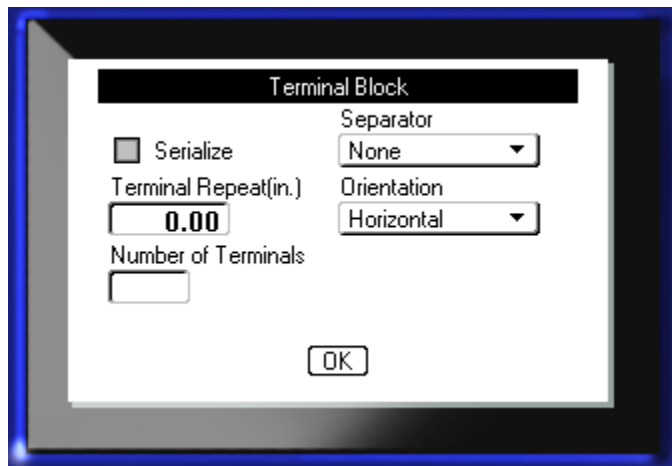 Terminal Block
Separator
Serialize
None
Terminal Repeat(in.)
Orientation
0.00
Horizontal
Number of Terminals
OK